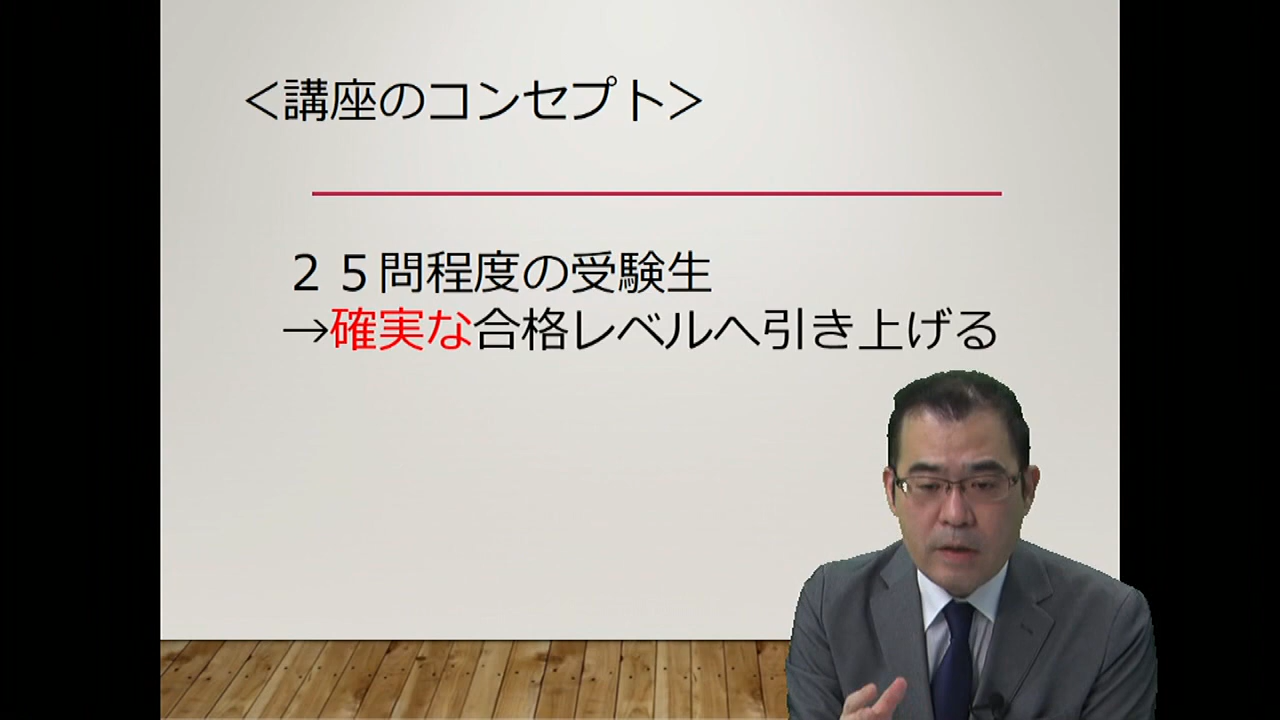 ＜講座のコンセプト＞
２５問程度の受験生
→確実な合格レベルへ引き上げる